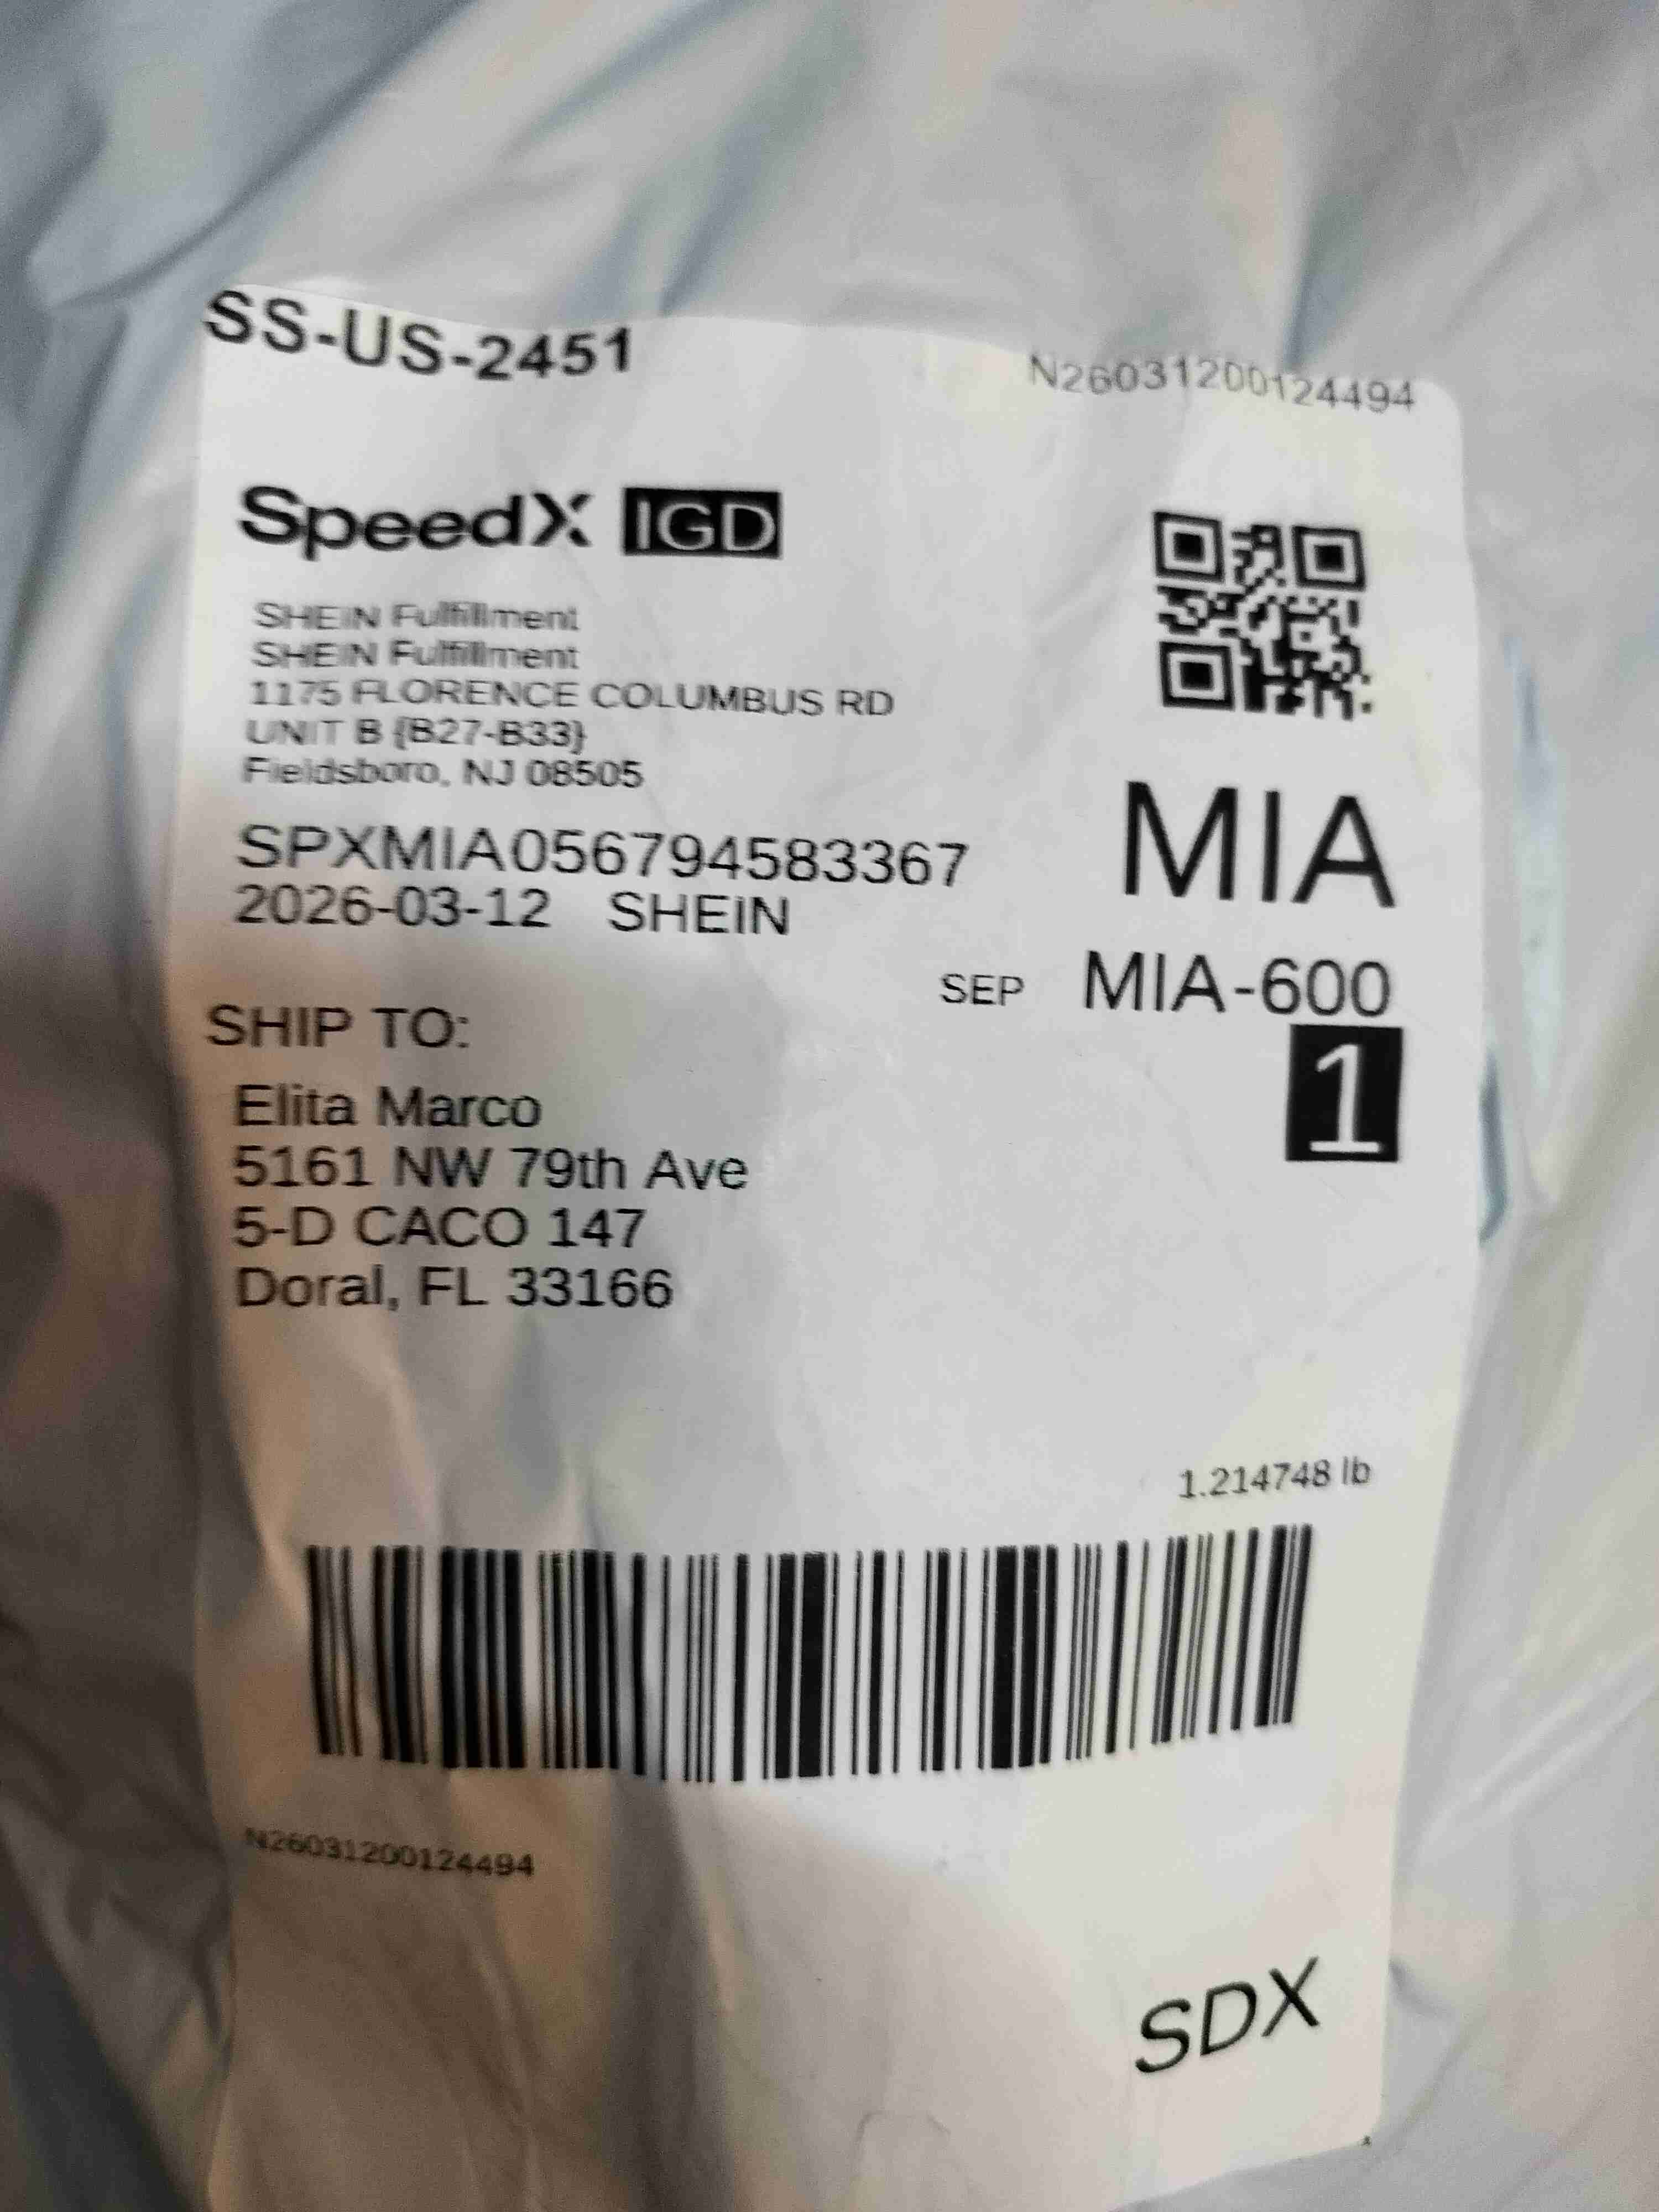 SS-US-2451
N26031200124494
SpeedX IGD
SHEIN Fulfillment
SHEIN Fulfillment
1175 FLORENCE COLUMBUS RD
UNIT B {B27-B33}
Fieldsboro, NJ 08505
SPXMIA056794583367
2026-03-12 SHEIN
MIA
SEP MIA-600
1
SHIP TO:
Elita Marco
5161 NW 79th Ave
5-D CACO 147
Doral, FL 33166
1.214748 lb
N26031200124494
SDX